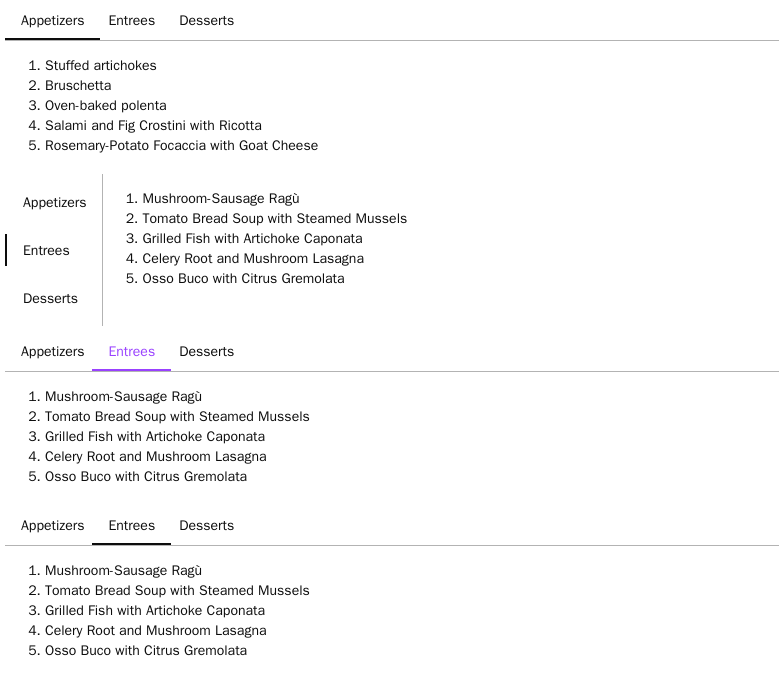 Appetizers Entrees Desserts
1. Stuffed artichokes
2. Bruschetta
3. Oven-baked polenta
4. Salami and Fig Crostini with Ricotta
5. Rosemary-Potato Focaccia with Goat Cheese
Appetizers
Entrees
Desserts
1. Mushroom-Sausage Ragù
2. Tomato Bread Soup with Steamed Mussels
3. Grilled Fish with Artichoke Caponata
4. Celery Root and Mushroom Lasagna
5. Osso Buco with Citrus Gremolata
Appetizers Entrees Desserts
1. Mushroom-Sausage Ragù
2. Tomato Bread Soup with Steamed Mussels
3. Grilled Fish with Artichoke Caponata
4. Celery Root and Mushroom Lasagna
5. Osso Buco with Citrus Gremolata
Appetizers Entrees Desserts
1. Mushroom-Sausage Ragù
2. Tomato Bread Soup with Steamed Mussels
3. Grilled Fish with Artichoke Caponata
4. Celery Root and Mushroom Lasagna
5. Osso Buco with Citrus Gremolata